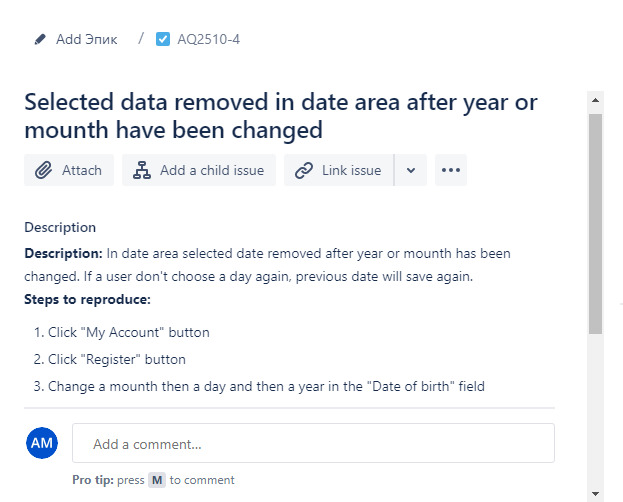 Add Эпик / AQ2510-4
Selected data removed in date area after year or
mounth have been changed
Attach Add a child issue Link issue
Description
Description: In date area selected date removed after year or mounth has been
changed. If a user don't choose a day again, previous date will save again.
Steps to reproduce:
1. Click "My Account" button
2. Click "Register" button
3. Change a mounth then a day and then a year in the "Date of birth" field
AM Add a comment...
Pro tip: press M to comment